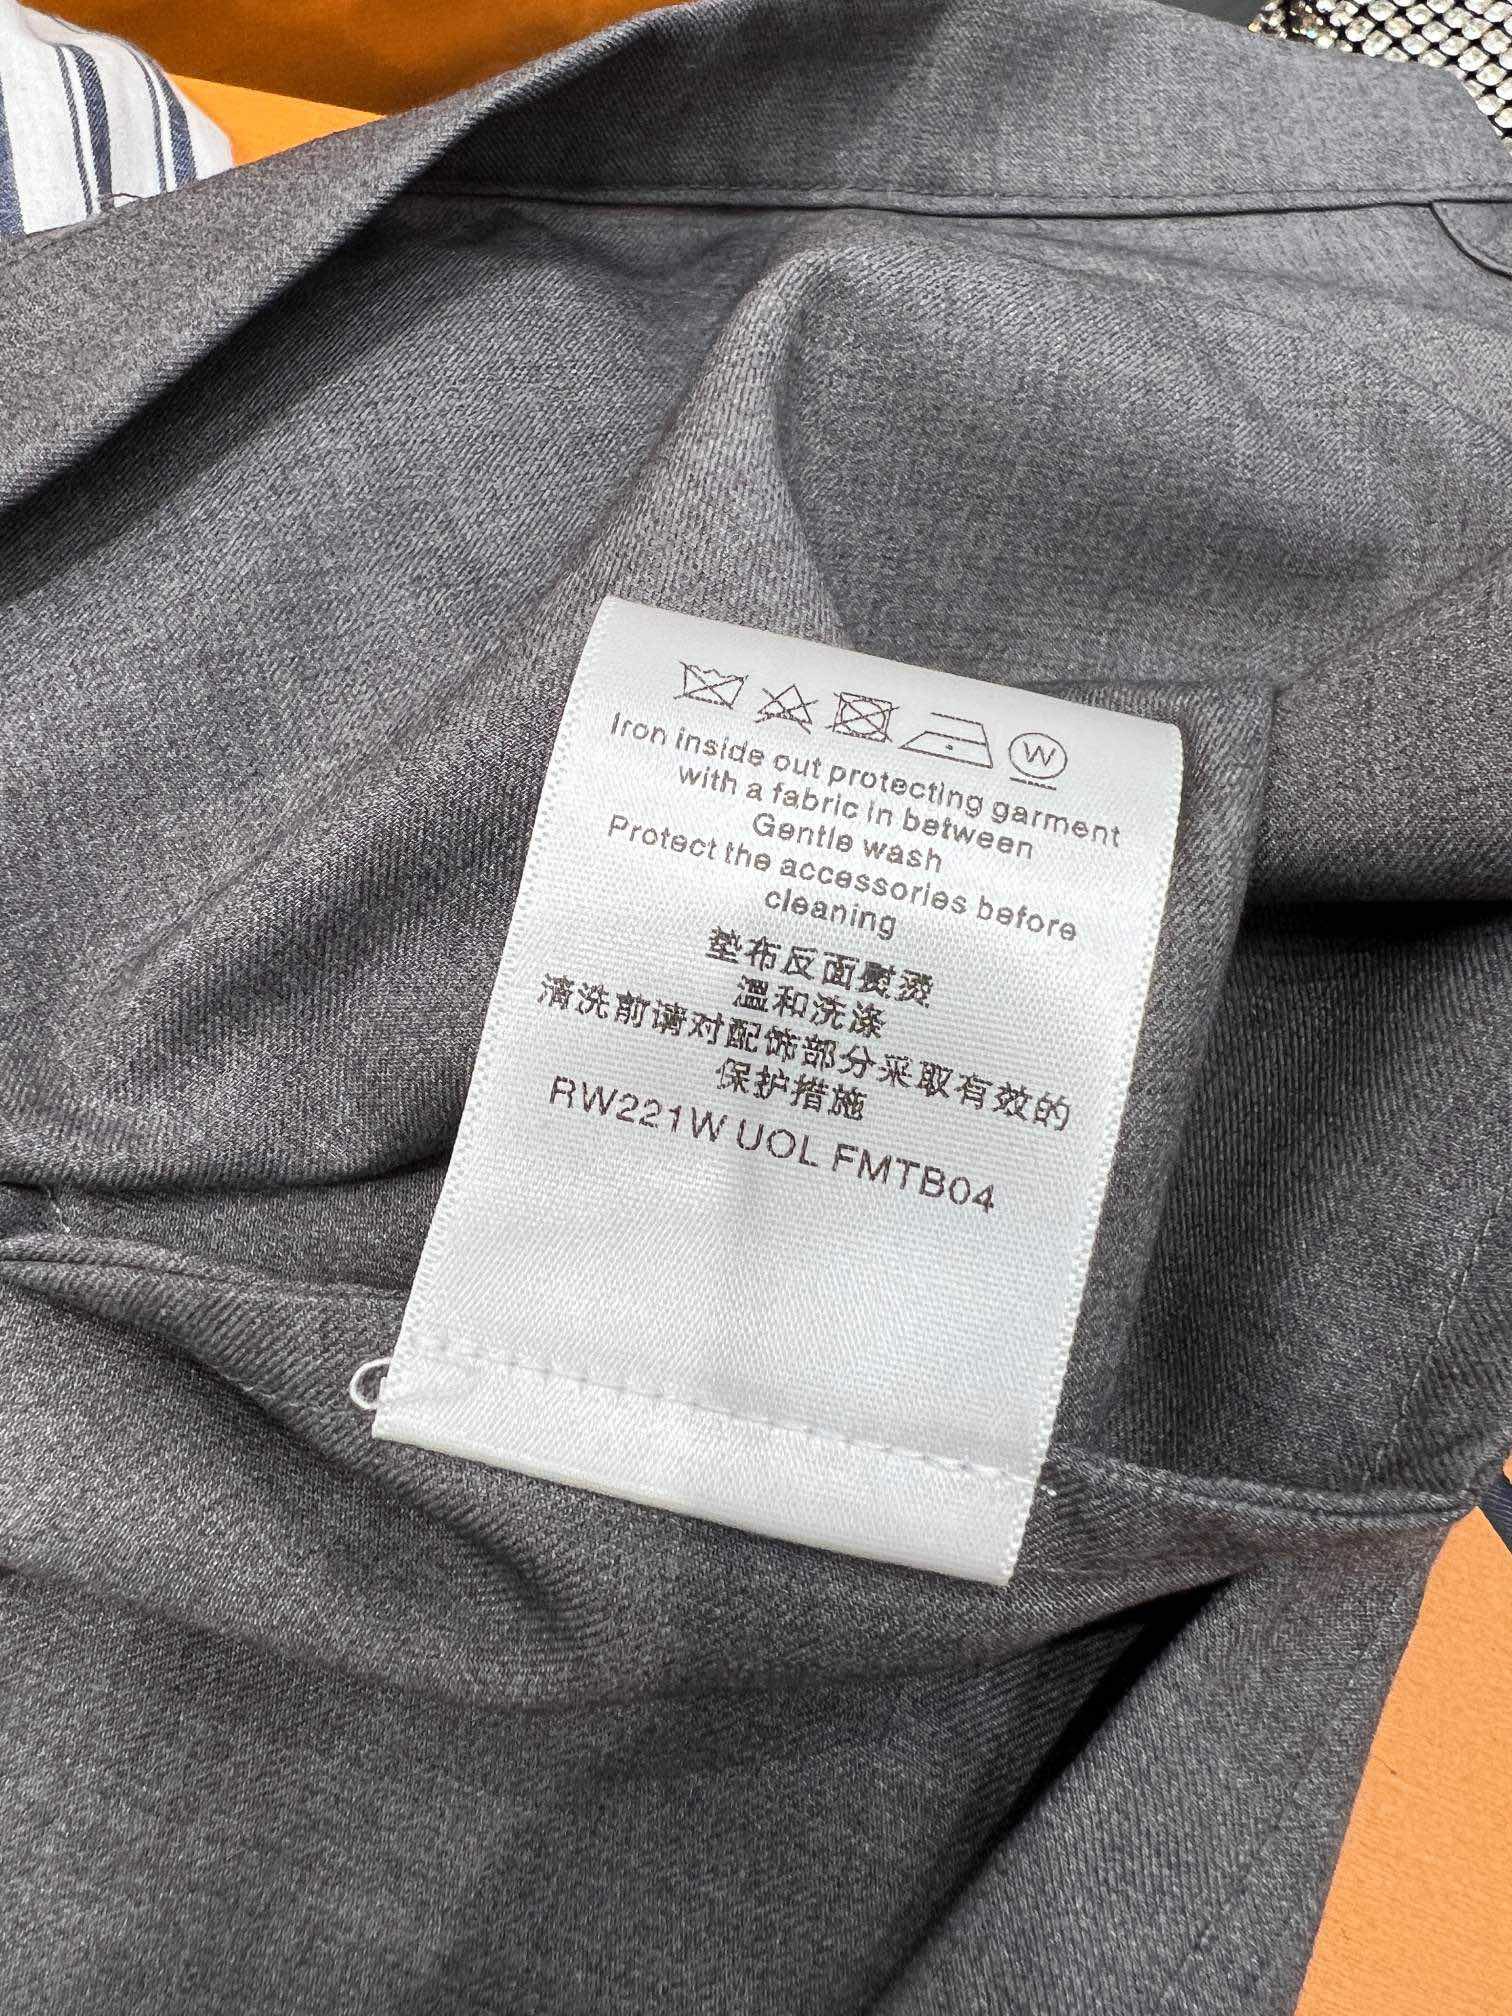 W
Iron inside out protecting garment
with a fabric in between
Gentle wash
Protect the accessories before
cleaning
垫布反面熨烫
温和洗涤
清洗前请对配饰部分采取有效的
保护措施
RW221W UOL FMTB04